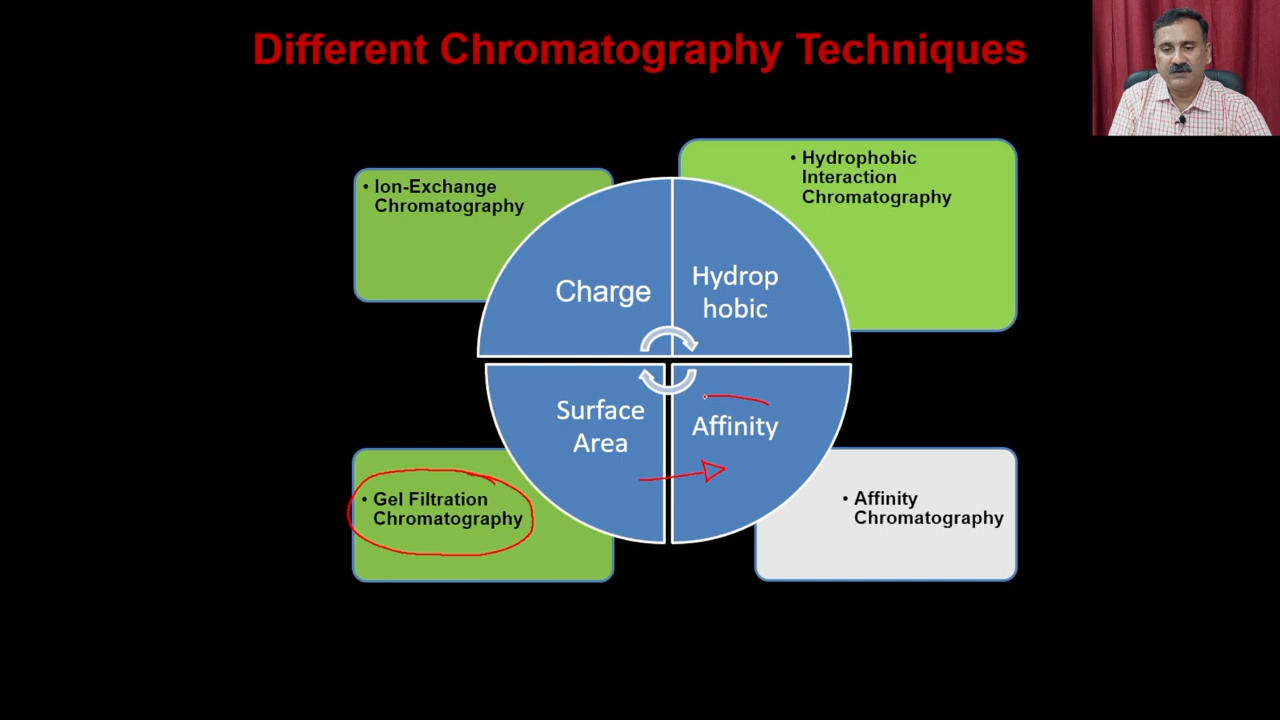 Different Chromatography Techniques
• Ion-Exchange
Chromatography
• Hydrophobic
Interaction
Chromatography
Charge
Hydrop
hobic
Surface
Area
Affinity
• Gel Filtration
Chromatography
• Affinity
Chromatography